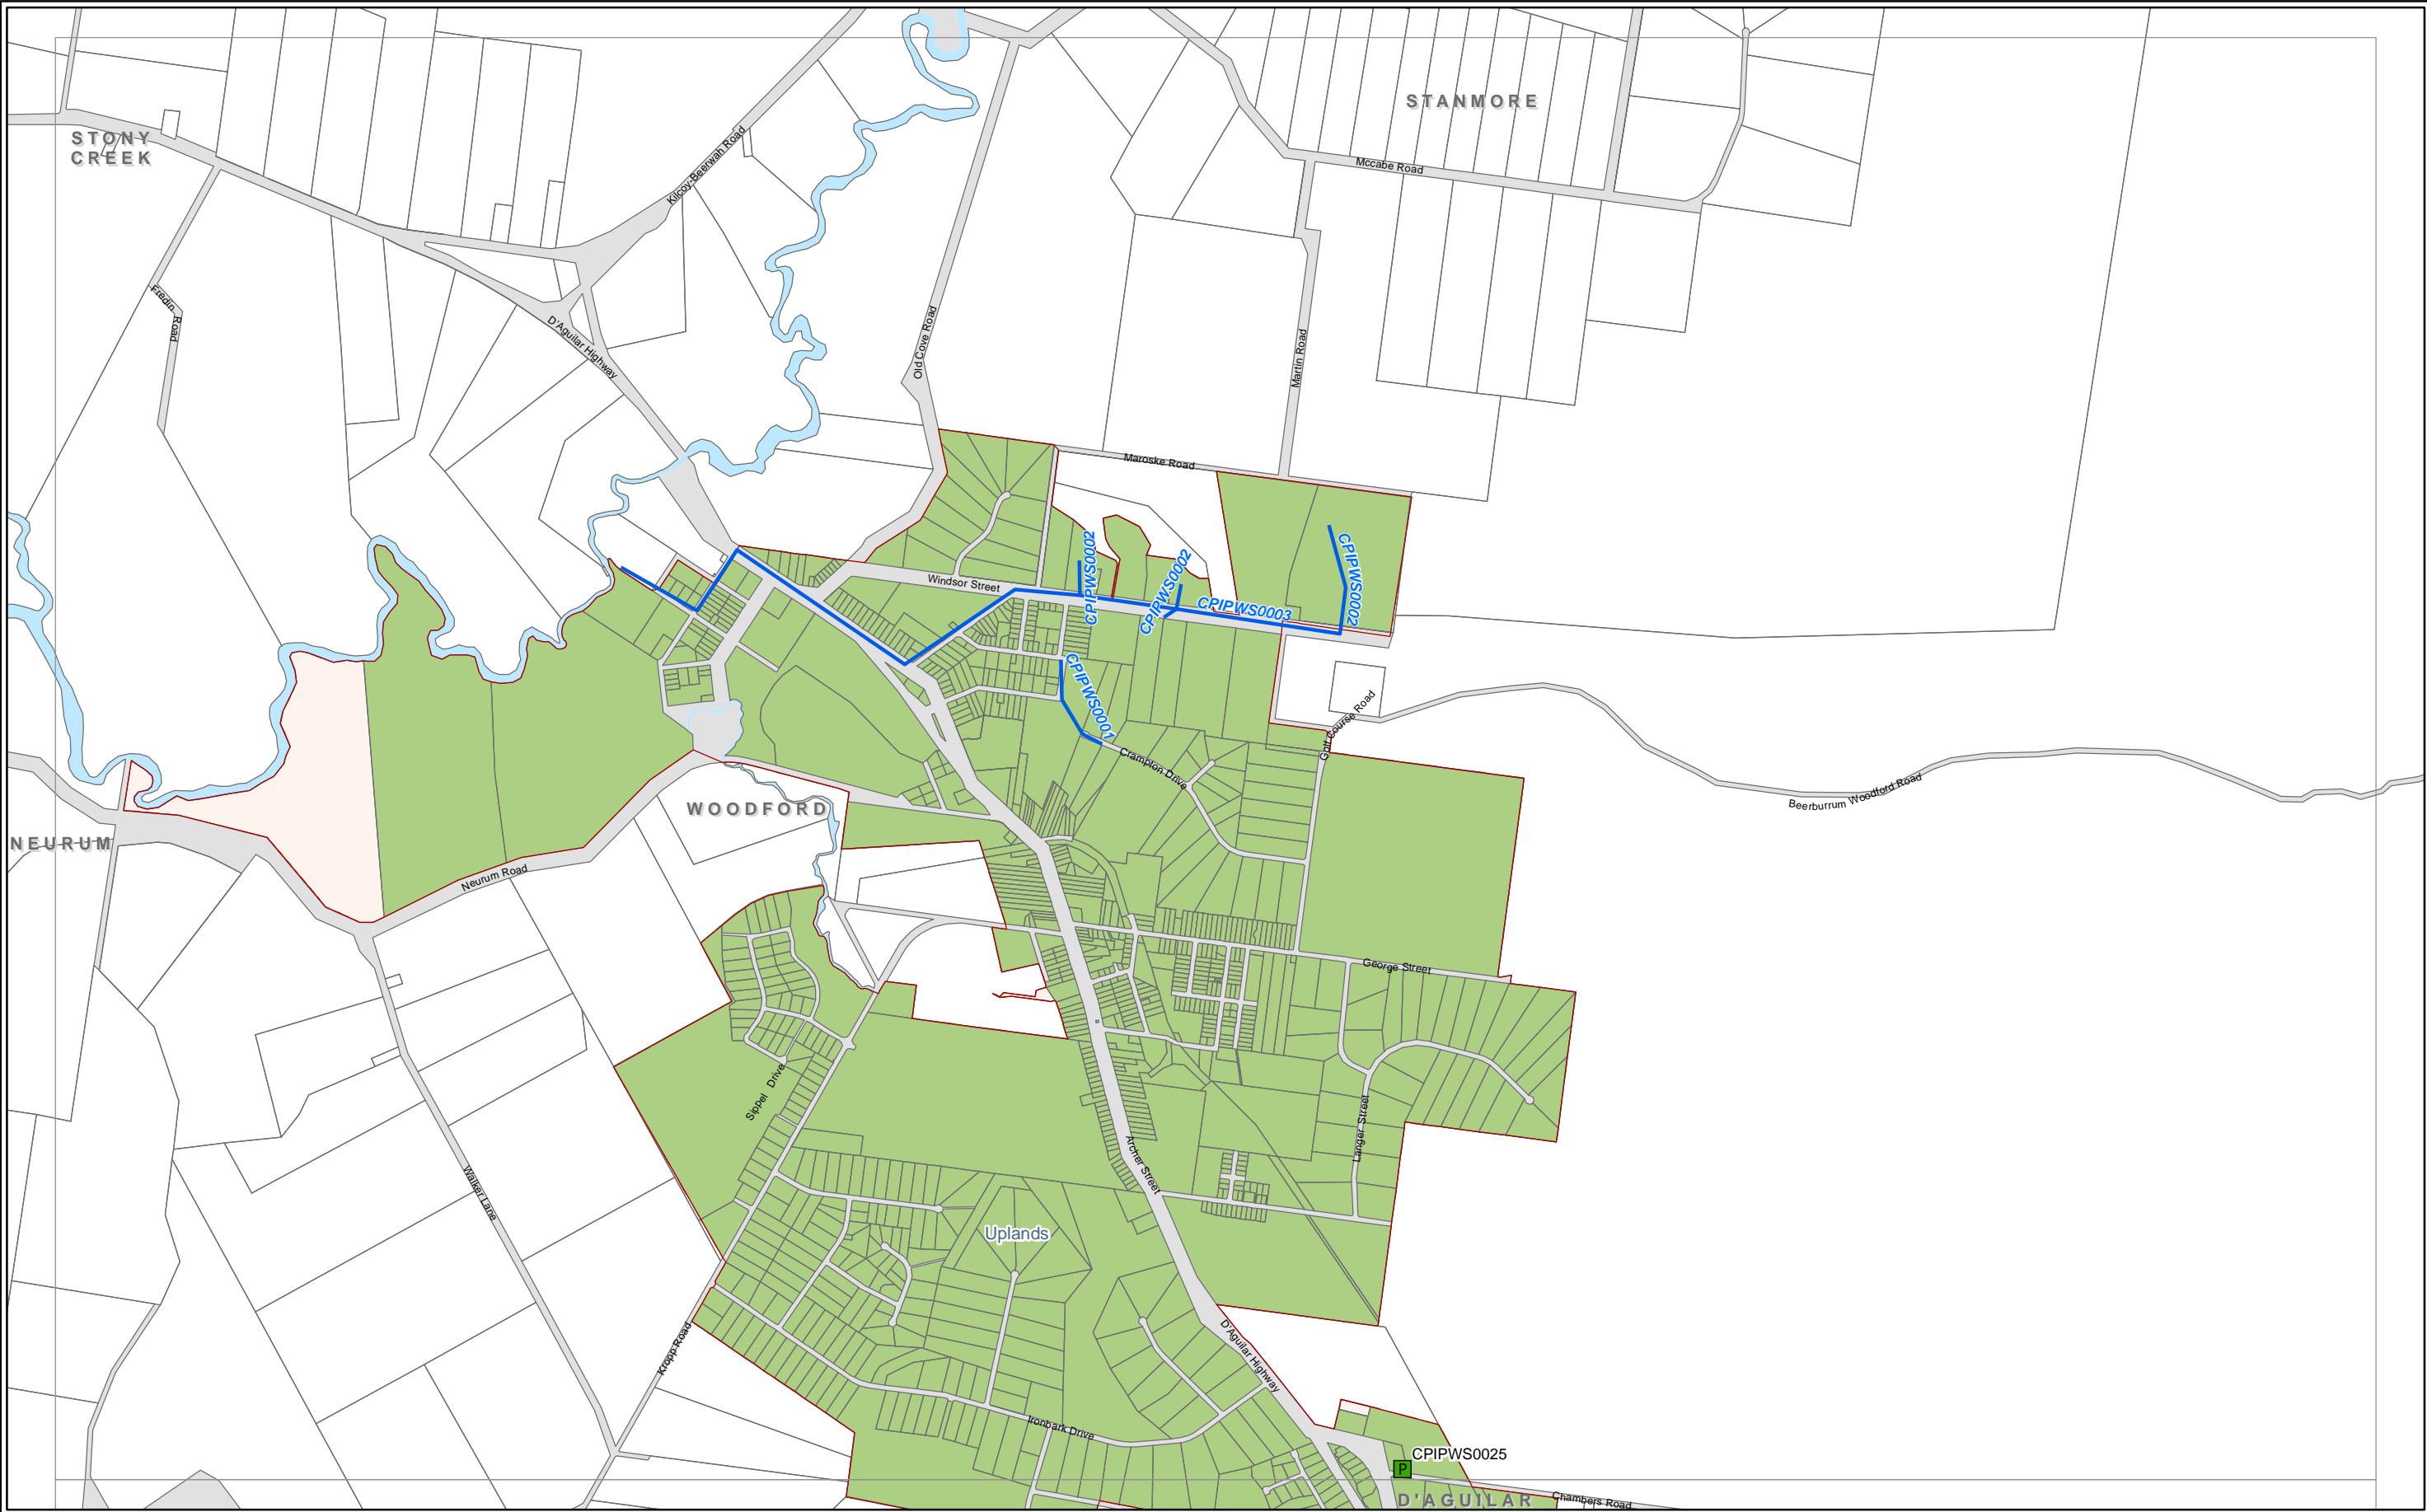 STANMORE
STONY
CREEK
Kilcoy-Beerwah Road
Mccabe Road
Fredin Road
D'Aguilar Highway
Old Cove Road
Martin Road
Maroske Road
CPIPWS0002
CPIPWS0002
CPIPWS0002
Windsor Street
CPIPWS0003
CPIPWS0001
Golf Course Road
Crampton Drive
Beerburrum Woodford Road
WOODFORD
NEURUM
Neurum Road
George Street
Sippel Drive
Langer Street
Archer Street
Walker Lane
Uplands
Kropp Road
D'Aguilar Highway
Ironbark Drive
CPIPWS0025
P
D'AGUILAR
Chambers Road